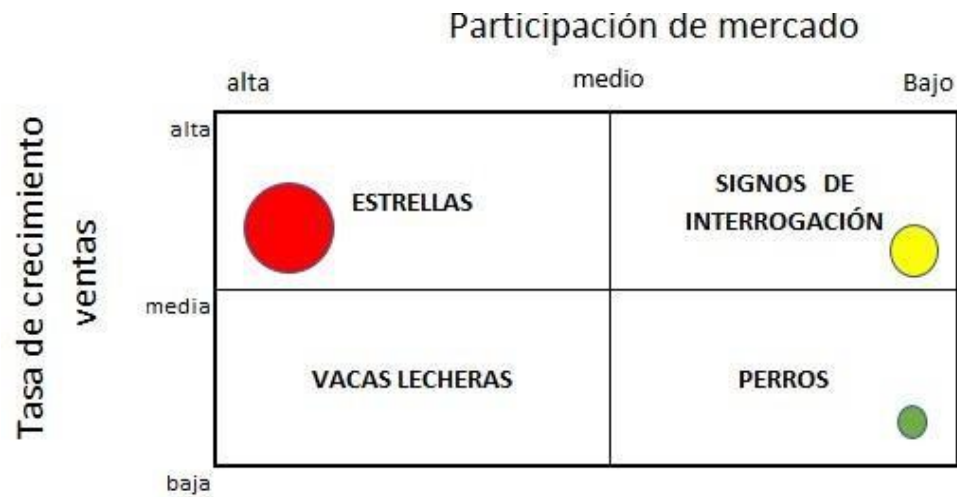 Participación de mercado
alta medio Bajo
Tasa de crecimiento
ventas
alta
ESTRELLAS
SIGNOS DE
INTERROGACIÓN
media
VACAS LECHERAS
PERROS
baja